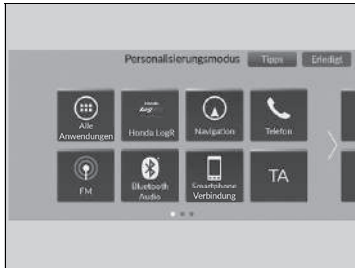 Personalisierungsmodus
Tipps
Erledigt
Alle
Anwendungen
Honda LogR
Navigation
Telefon
FM
Bluetooth
Audio
Smartphone
Verbindung
TA